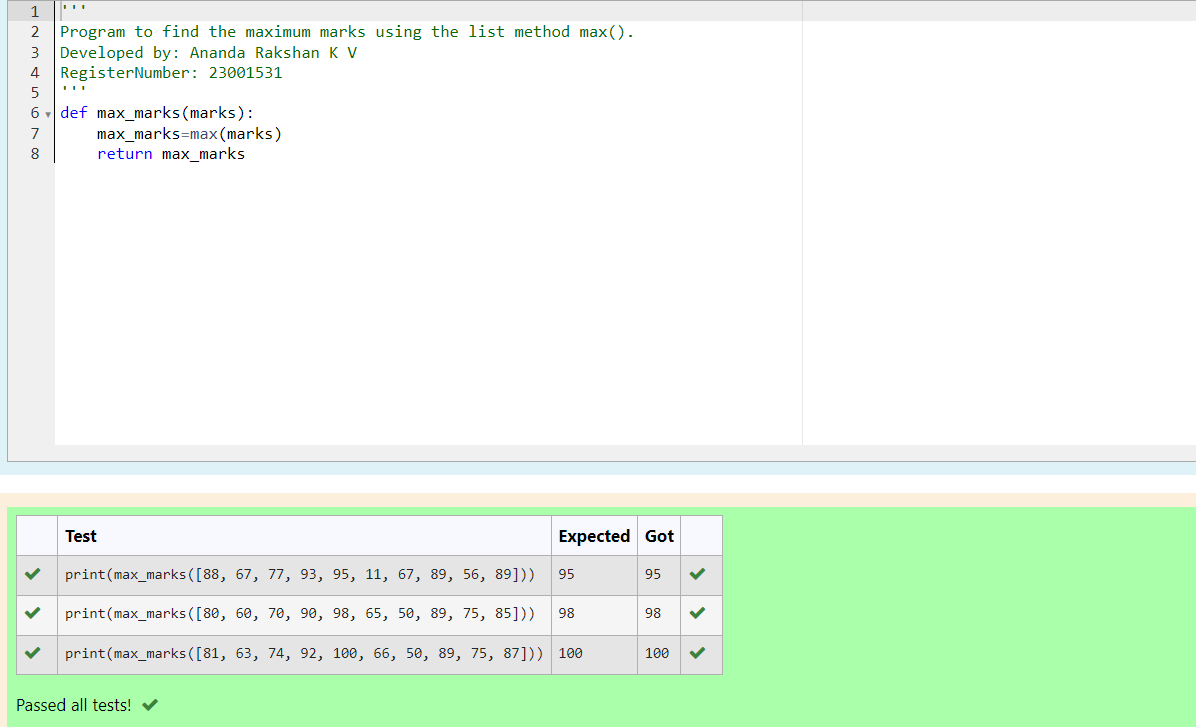 1 '''
2 Program to find the maximum marks using the list method max().
3 Developed by: Ananda Rakshan K V
4 RegisterNumber: 23001531
5 '''
6 def max_marks(marks):
7     max_marks=max(marks)
8     return max_marks
Test Expected Got
print(max_marks([88, 67, 77, 93, 95, 11, 67, 89, 56, 89])) 95 95
print(max_marks([80, 60, 70, 90, 98, 65, 50, 89, 75, 85])) 98 98
print(max_marks([81, 63, 74, 92, 100, 66, 50, 89, 75, 87])) 100 100
Passed all tests!